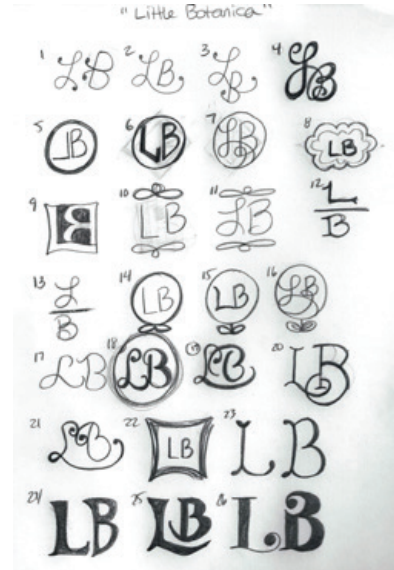 "Little Botanica"
1 LB 2 LB 3 LB 4 LB
5 LB 6 LB 7 LB 8 LB
9 10 LB 11 LB 12 L B
13 L B 14 LB 15 LB 16 LB
17 LB 18 LB 19 LB 20 LB
21 LB 22 LB 23 LB
24 LB 25 LB 26 LB